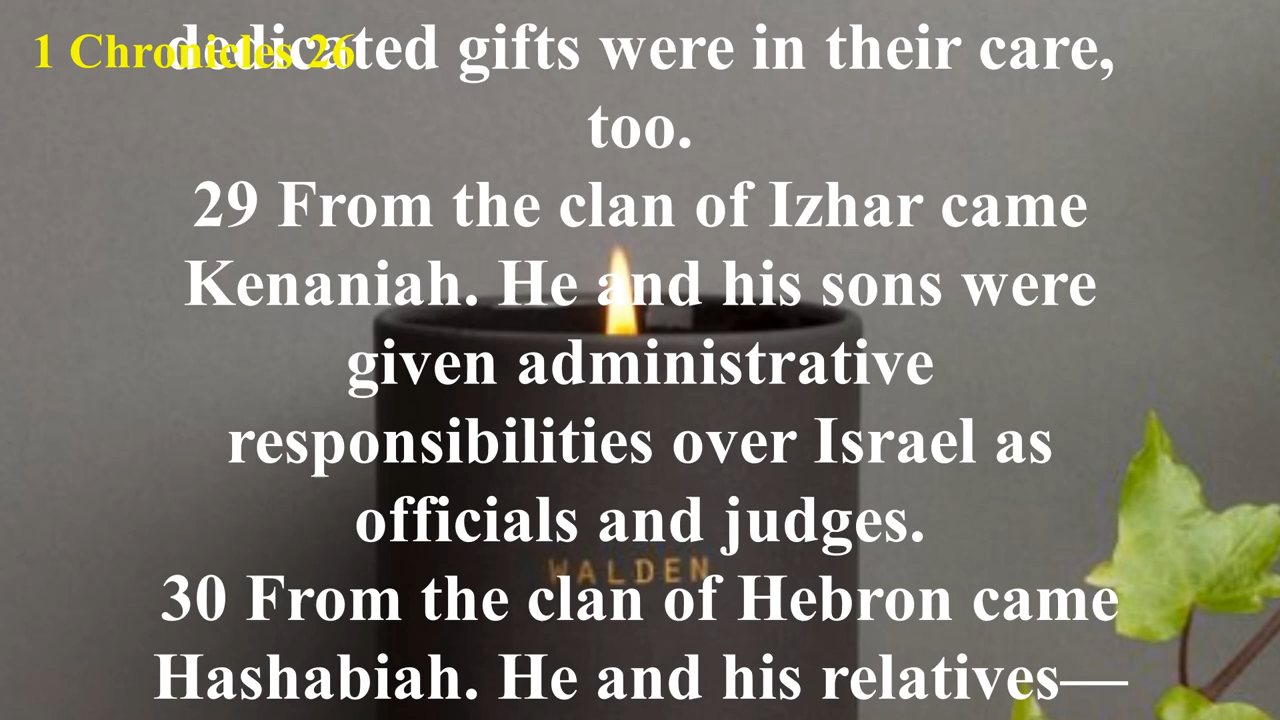 1 Chronicles 26
dedicated gifts were in their care,
too.
29 From the clan of Izhar came
Kenaniah. He and his sons were
given administrative
responsibilities over Israel as
officials and judges.
WALDEN
30 From the clan of Hebron came
Hashabiah. He and his relatives—